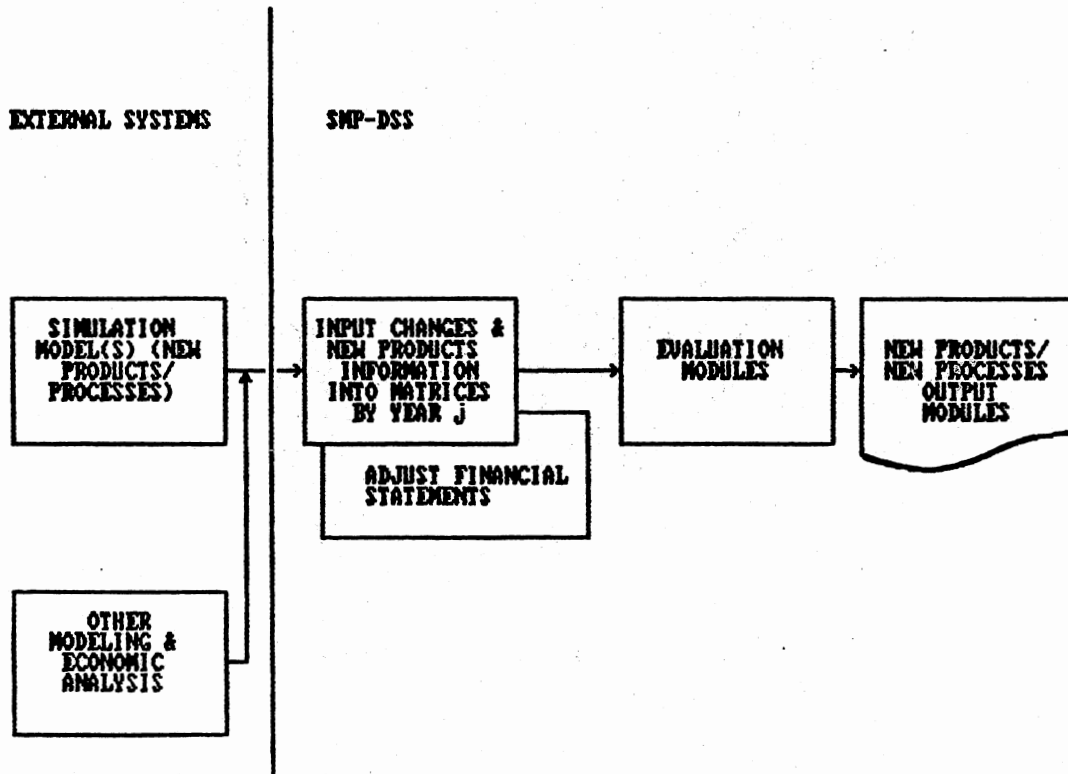 EXTERNAL SYSTEMS
SMP-DSS
SIMULATION
MODEL(S) (NEW
PRODUCTS/
PROCESSES)
INPUT CHANGES &
NEW PRODUCTS
INFORMATION
INTO MATRICES
BY YEAR j
EVALUATION
MODULES
NEW PRODUCTS/
NEW PROCESSES
OUTPUT
MODULES
ADJUST FINANCIAL
STATEMENTS
OTHER
MODELING &
ECONOMIC
ANALYSIS